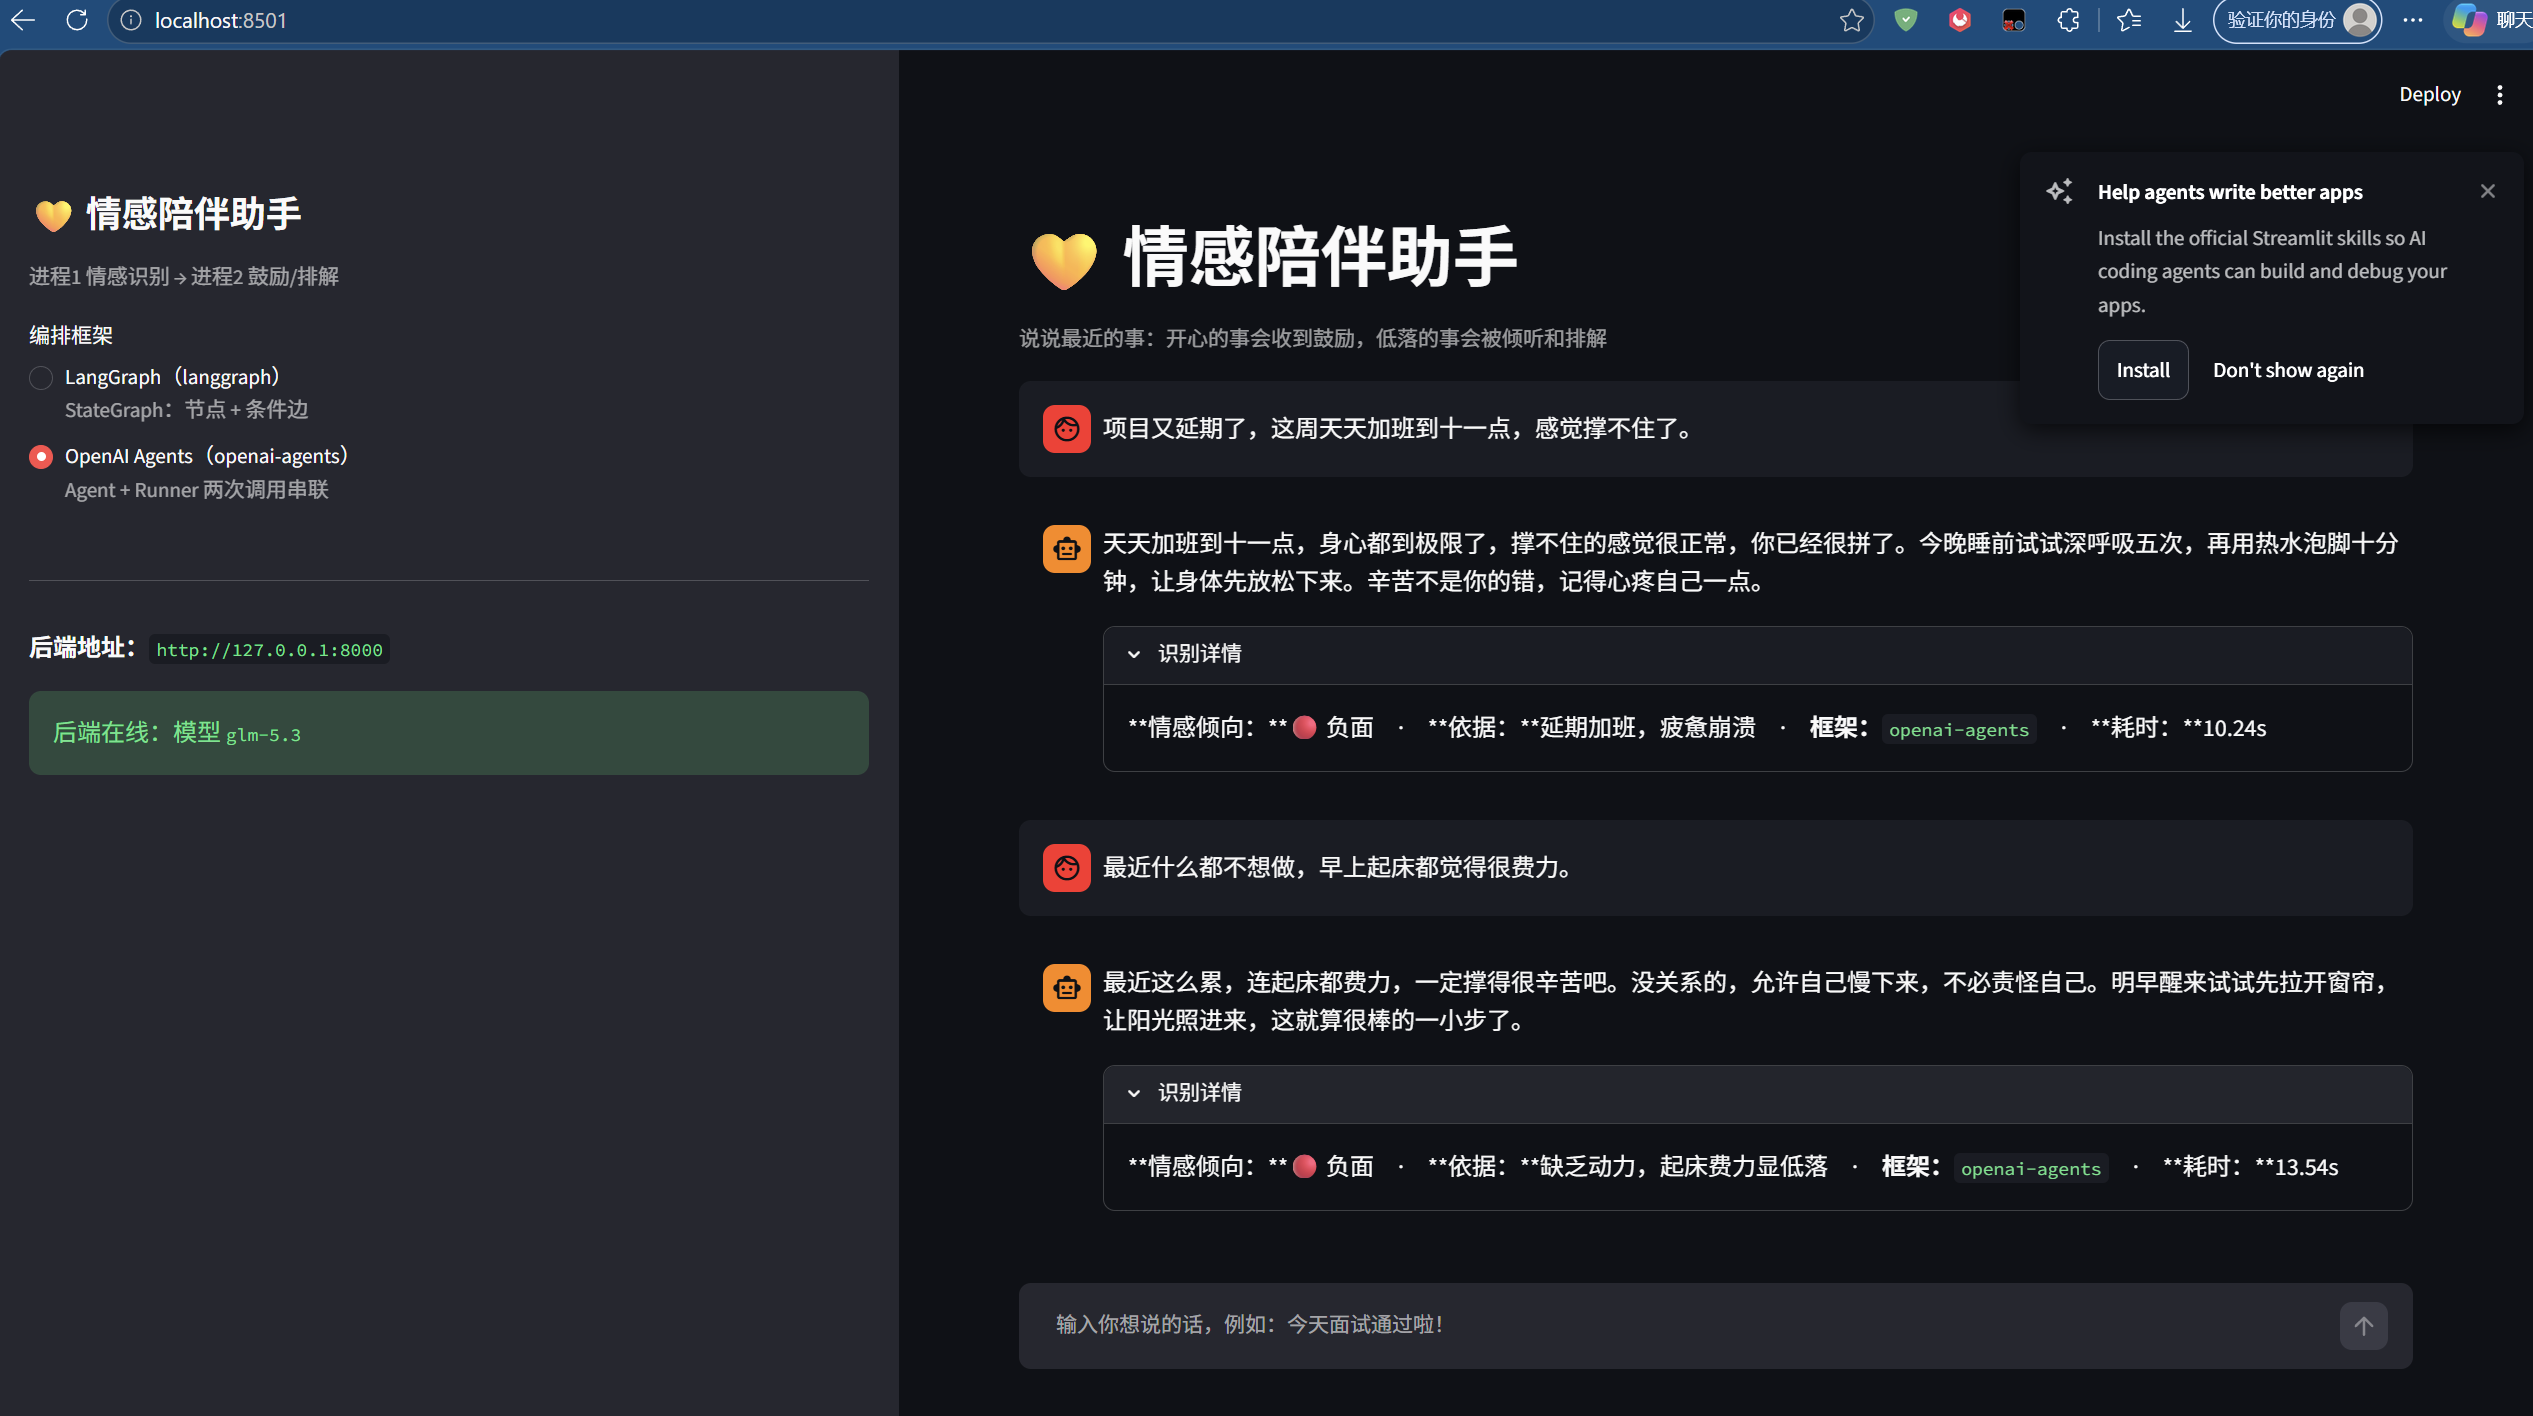 localhost:8501
验证你的身份
聊天
Deploy
💛 情感陪伴助手
进程1 情感识别 → 进程2 鼓励/排解
编排框架
LangGraph（langgraph）
StateGraph：节点 + 条件边
OpenAI Agents（openai-agents）
Agent + Runner 两次调用串联
后端地址： http://127.0.0.1:8000
后端在线：模型 glm-5.3
Help agents write better apps
Install the official Streamlit skills so AI
coding agents can build and debug your
apps.
Install Don't show again
💛 情感陪伴助手
说说最近的事：开心的事会收到鼓励，低落的事会被倾听和排解
项目又延期了，这周天天加班到十一点，感觉撑不住了。
天天加班到十一点，身心都到极限了，撑不住的感觉很正常，你已经很拼了。今晚睡前试试深呼吸五次，再用热水泡脚十分
钟，让身体先放松下来。辛苦不是你的错，记得心疼自己一点。
识别详情
**情感倾向：**🔴 负面 · **依据：**延期加班，疲惫崩溃 · 框架： openai-agents · **耗时：**10.24s
最近什么都不想做，早上起床都觉得很费力。
最近这么累，连起床都费力，一定撑得很辛苦吧。没关系的，允许自己慢下来，不必责怪自己。明早醒来试试先拉开窗帘，
让阳光照进来，这就算很棒的一小步了。
识别详情
**情感倾向：**🔴 负面 · **依据：**缺乏动力，起床费力显低落 · 框架： openai-agents · **耗时：**13.54s
输入你想说的话，例如：今天面试通过啦！